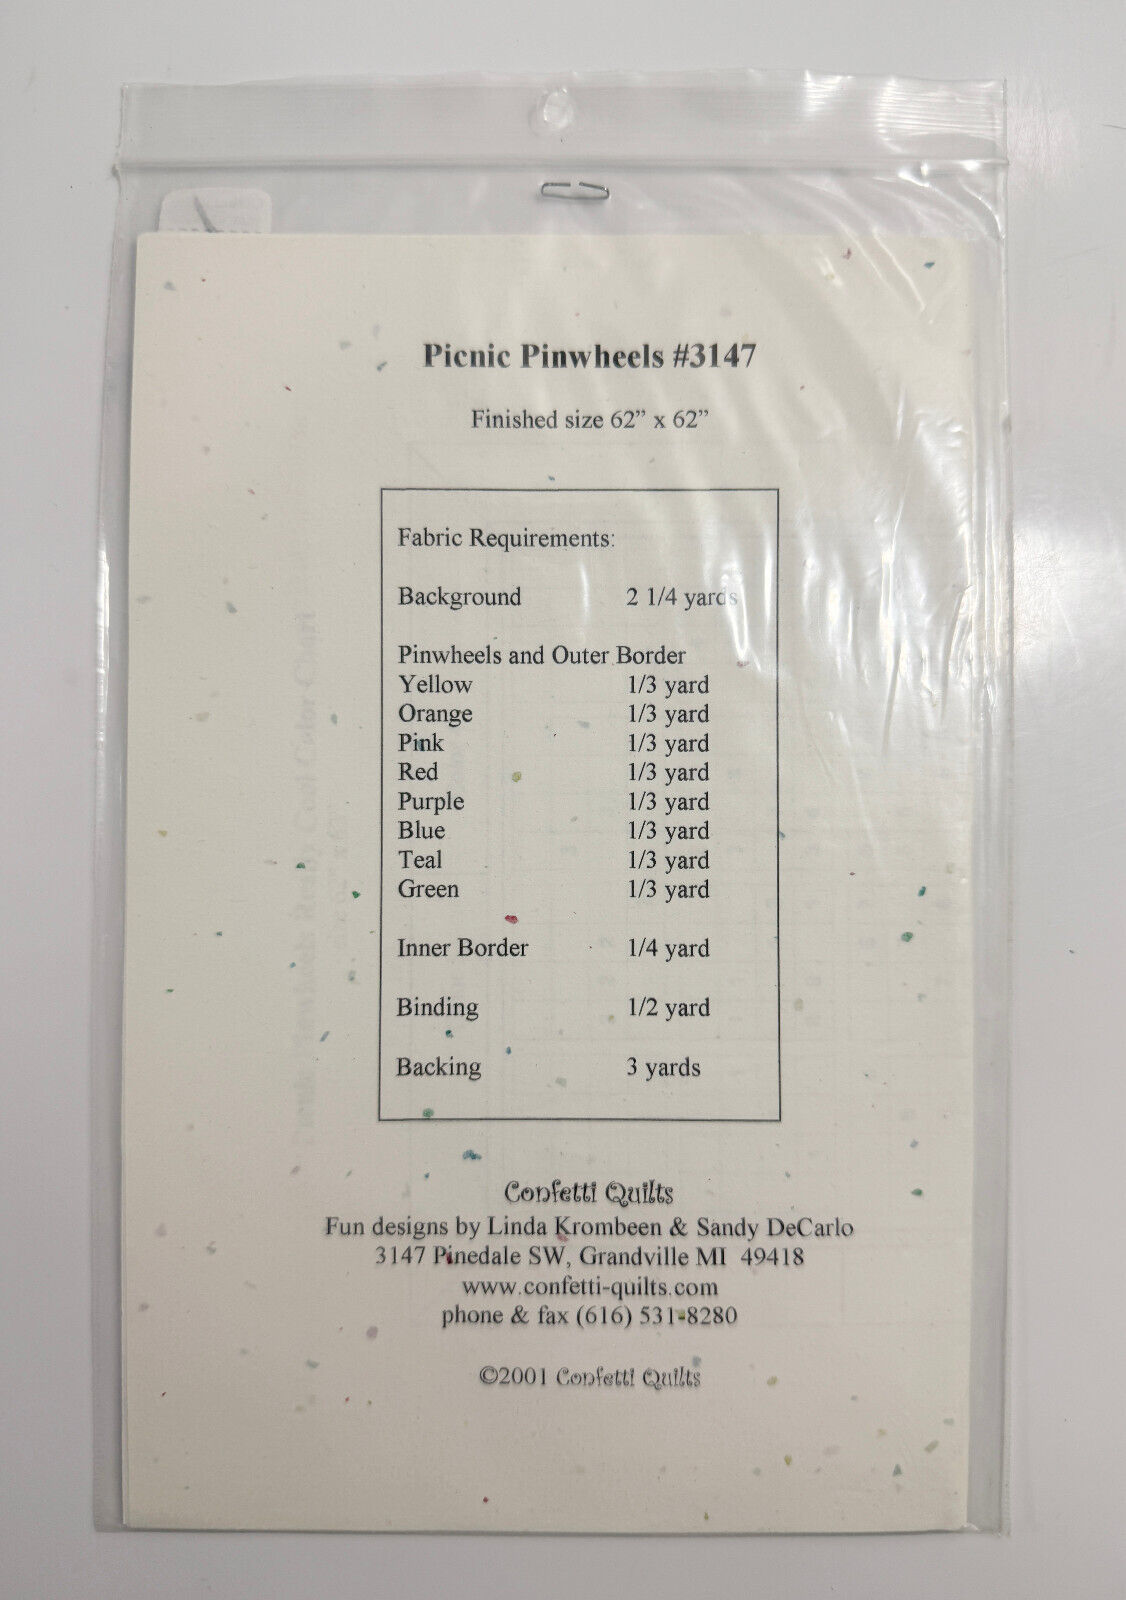 Picnic Pinwheels #3147
Finished size 62” x 62”
Fabric Requirements:
Background 2 1/4 yards
Pinwheels and Outer Border
Yellow 1/3 yard
Orange 1/3 yard
Pink 1/3 yard
Red 1/3 yard
Purple 1/3 yard
Blue 1/3 yard
Teal 1/3 yard
Green 1/3 yard
Inner Border 1/4 yard
Binding 1/2 yard
Backing 3 yards
Confetti Quilts
Fun designs by Linda Krombeen & Sandy DeCarlo
3147 Pinedale SW, Grandville MI 49418
www.confetti-quilts.com
phone & fax (616) 531-8280
©2001 Confetti Quilts